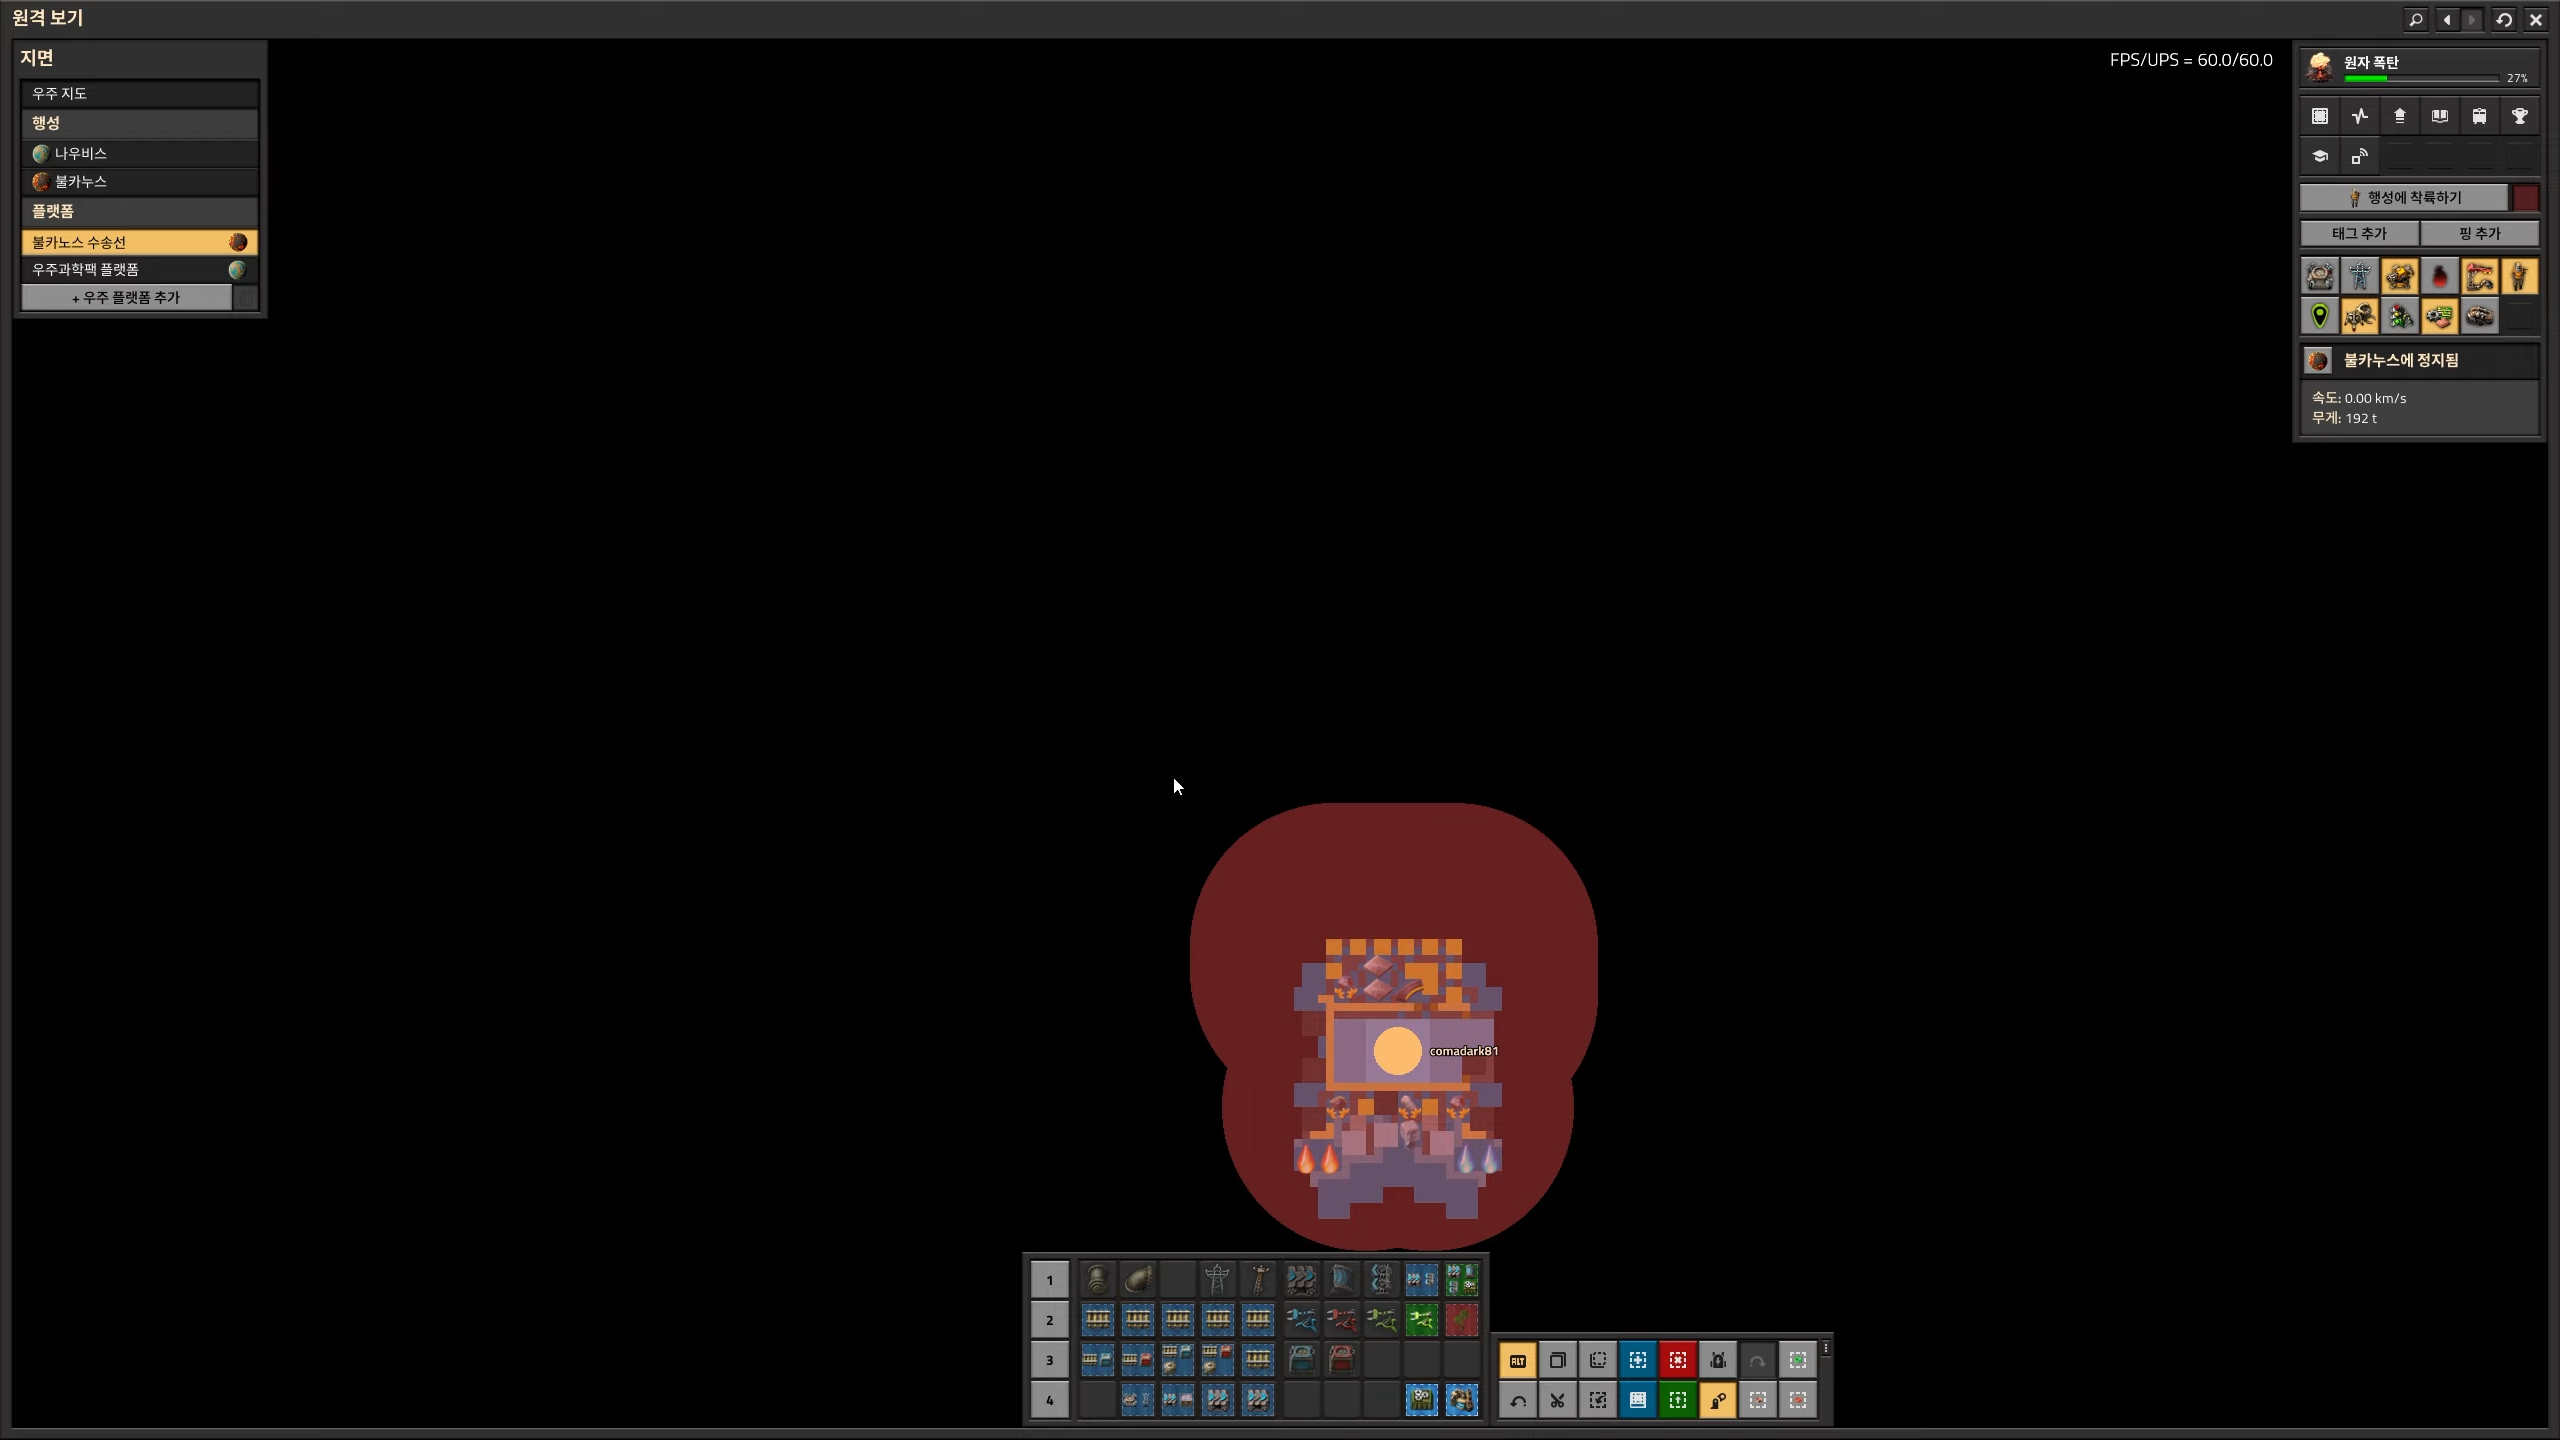 원격 보기
지면
우주 지도
행성
나우비스
불카누스
플랫폼
불카노스 수송선
우주과학팩 플랫폼
+ 우주 플랫폼 추가
FPS/UPS = 60.0/60.0
원자 폭탄
27%
행성에 착륙하기
태그 추가
핑 추가
불카누스에 정지됨
속도: 0.00 km/s
무게: 192 t
comadark81
1
2
3
4
ALT